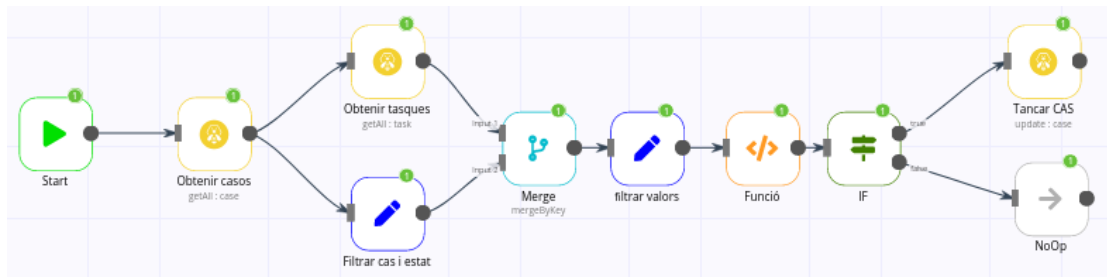 1
Start
1
Obtenir casos
getAll : case
1
Obtenir tasques
getAll : task
1
Filtrar cas i estat
Input 1
Input 2
1
Merge
mergeByKey
1
filtrar valors
1
Funció
1
IF
true
false
1
Tancar CAS
update : case
1
NoOp